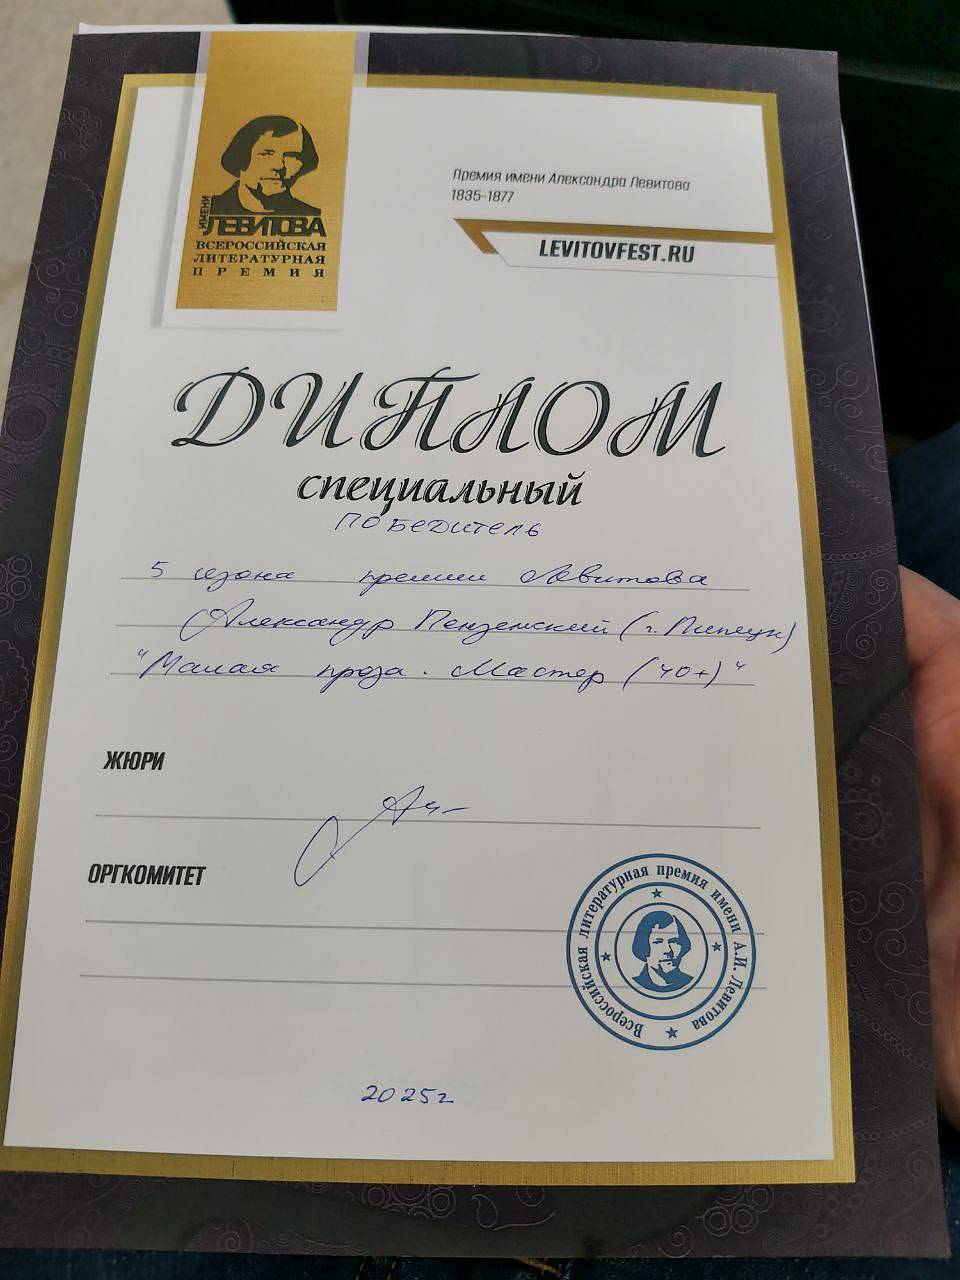 ИМЕНИ
ЛЕВИТОВА
ВСЕРОССИЙСКАЯ
ЛИТЕРАТУРНАЯ
ПРЕМИЯ
Премия имени Александра Левитова
1835-1877
LEVITOVFEST.RU
ДИПЛОМ
специальный
ПОБЕДИТЕЛЬ
5 сезона премии Левитова
Александр Пензенский (г. Липецк)
"Малая проза. Мастер (40+)"
ЖЮРИ
ОРГКОМИТЕТ
Всероссийская литературная премия имени А.И. Левитова
2025г